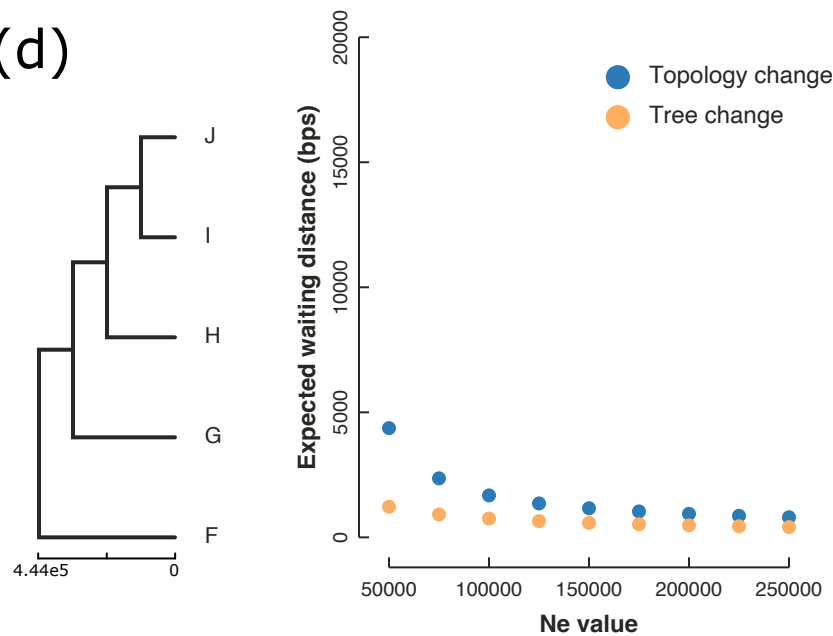 (d)
J
I
H
G
F
4.44e5 0
Expected waiting distance (bps)
20000
15000
10000
5000
0
Topology change
Tree change
50000 100000 150000 200000 250000
Ne value